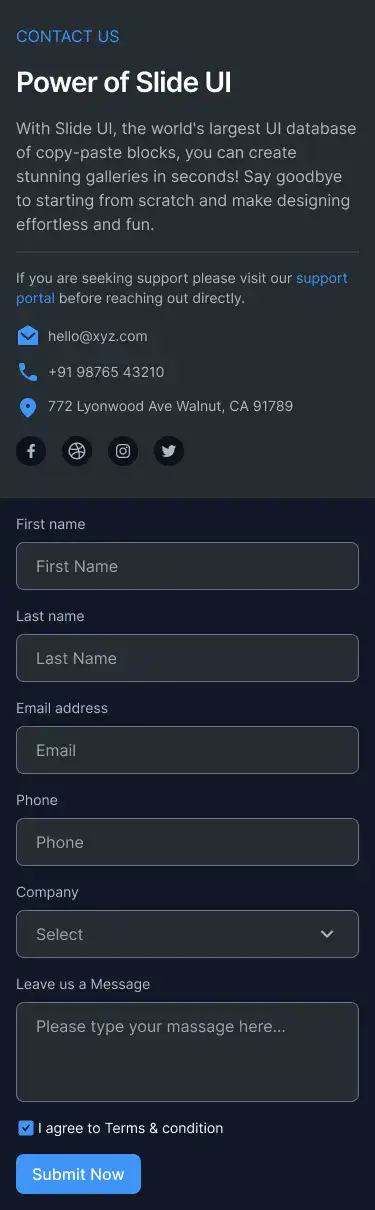 CONTACT US
Power of Slide UI
With Slide UI, the world's largest UI database
of copy-paste blocks, you can create
stunning galleries in seconds! Say goodbye
to starting from scratch and make designing
effortless and fun.
If you are seeking support please visit our support
portal before reaching out directly.
hello@xyz.com
+91 98765 43210
772 Lyonwood Ave Walnut, CA 91789
First name
First Name
Last name
Last Name
Email address
Email
Phone
Phone
Company
Select
Leave us a Message
Please type your massage here...
I agree to Terms & condition
Submit Now